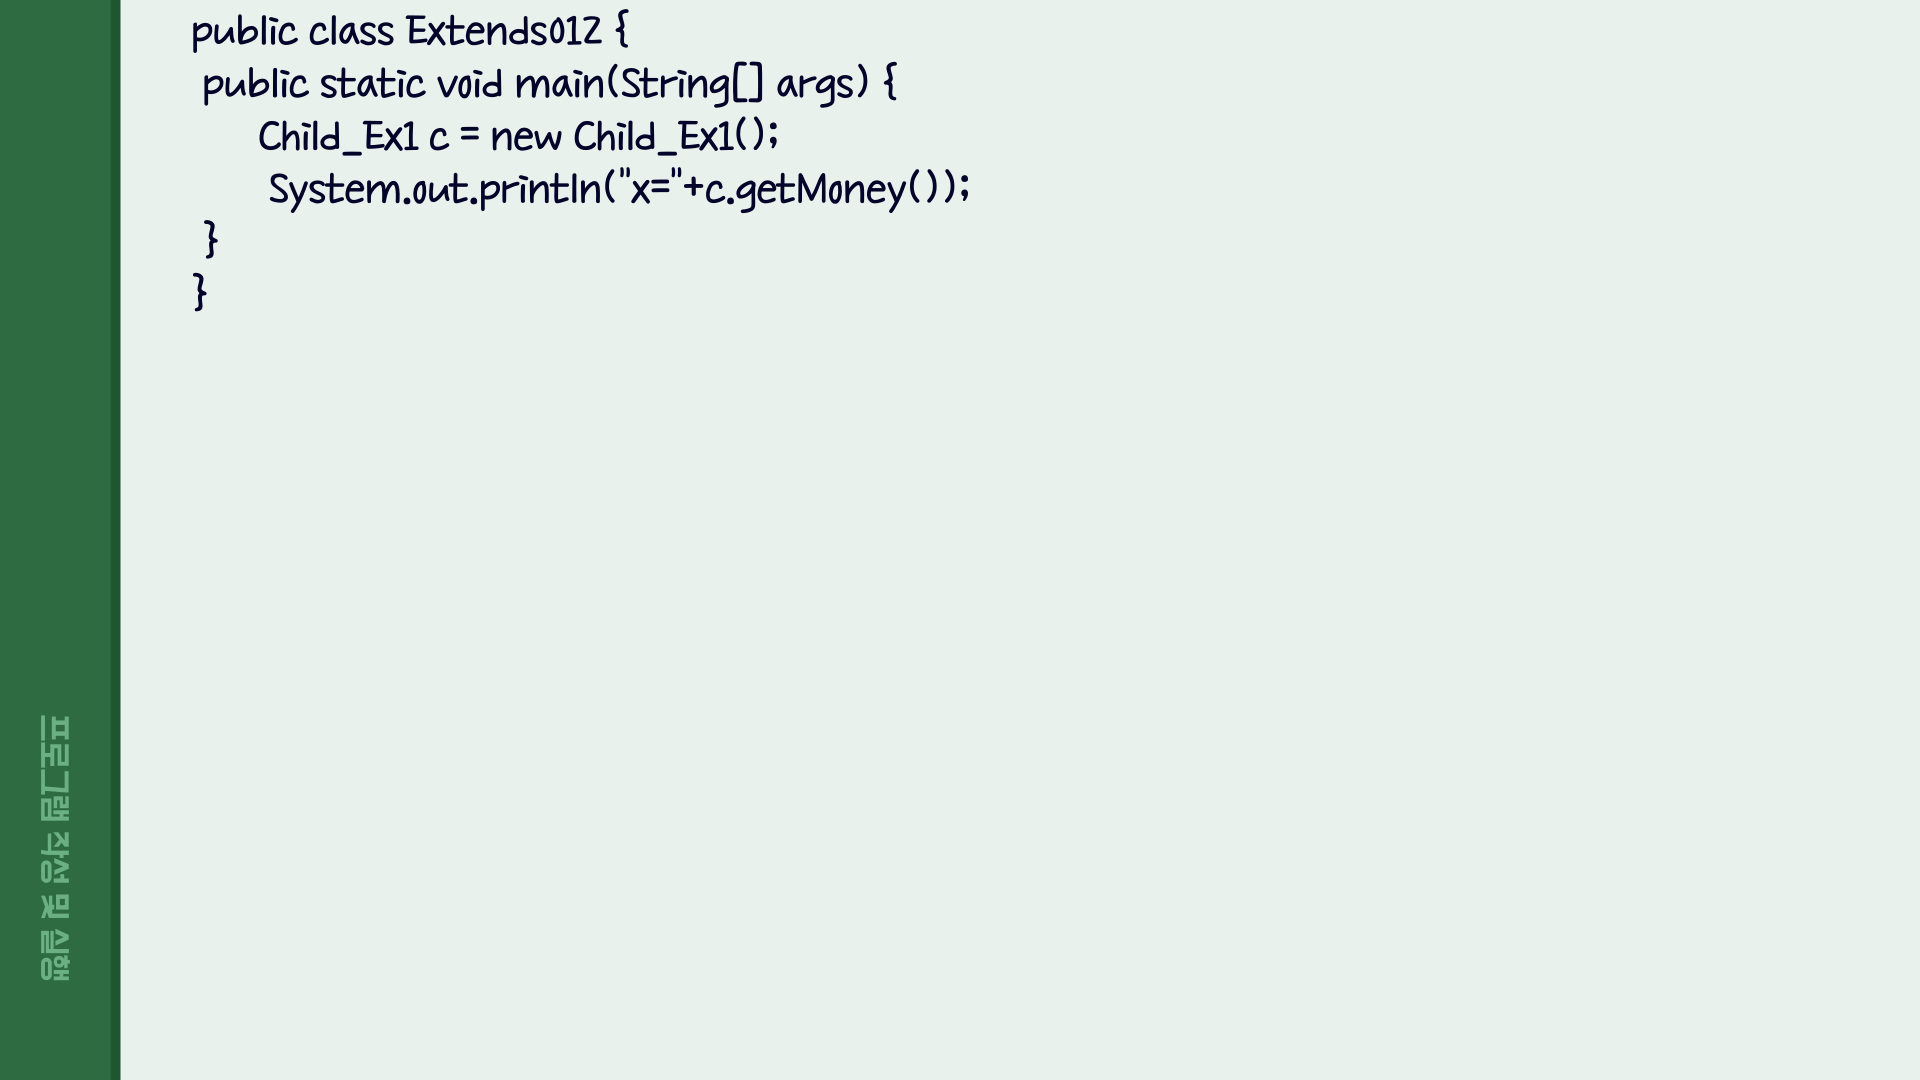 public class Extends012 {
public static void main(String[] args) {
Child_Ex1 c = new Child_Ex1();
System.out.println("x="+c.getMoney());
}
}
프로그램 작성 및 실행